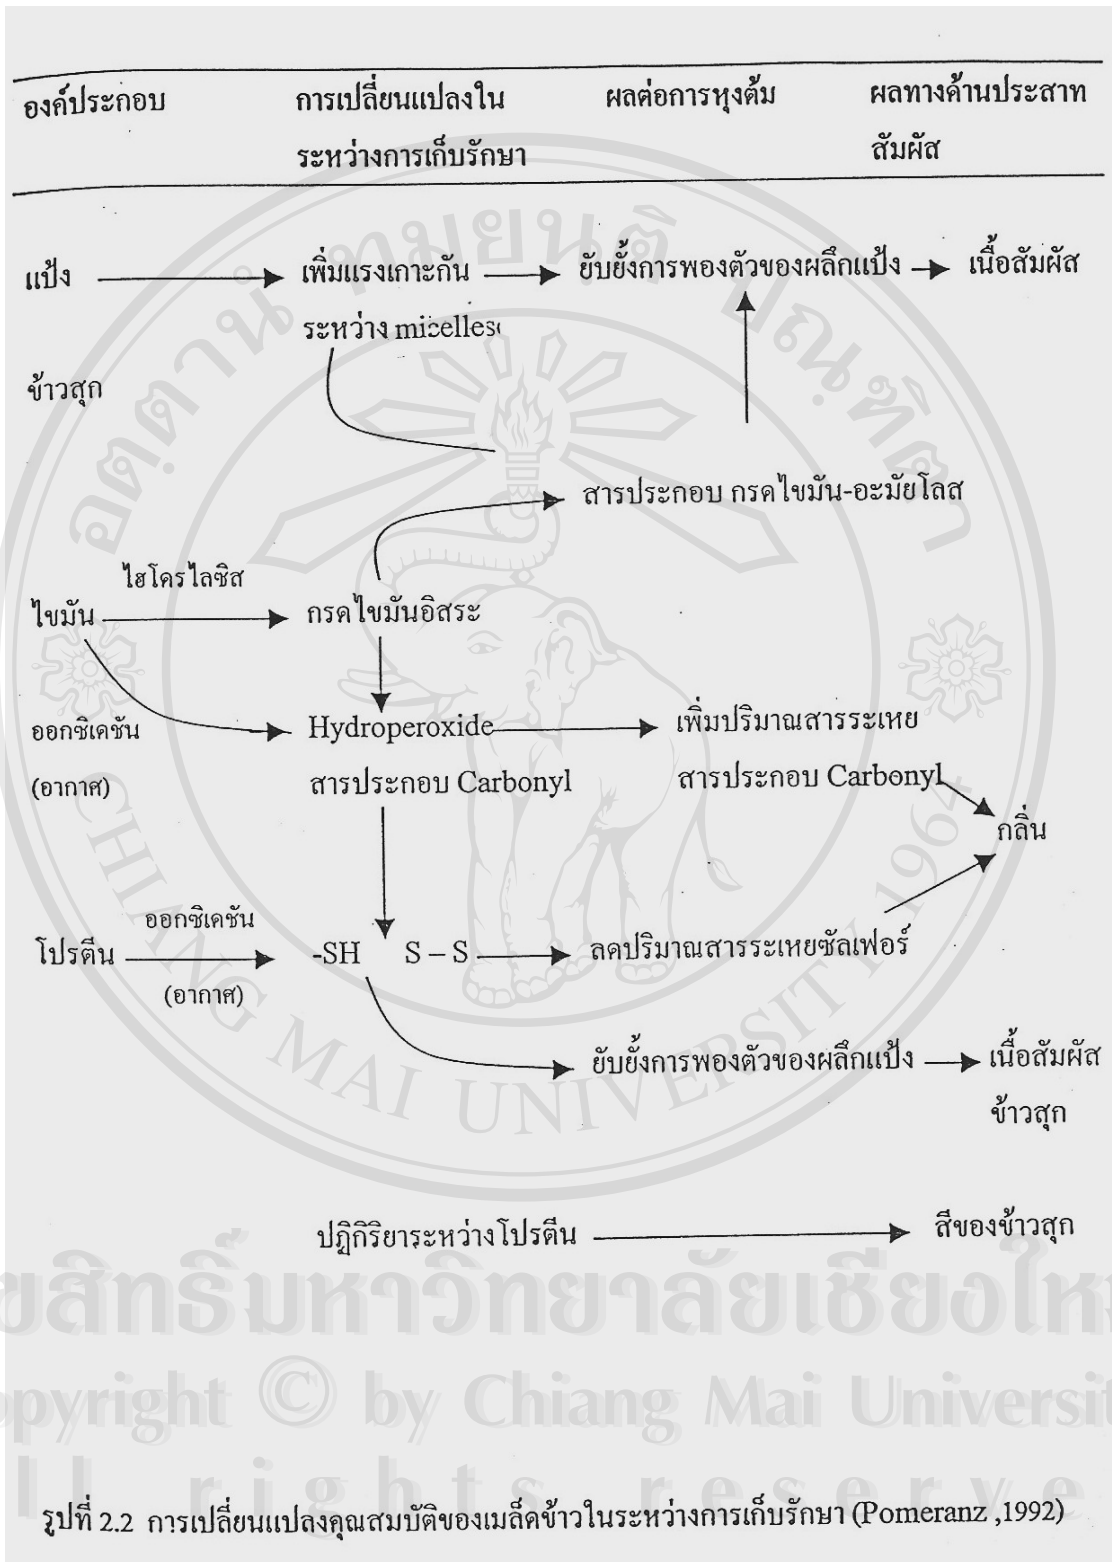 องค์ประกอบ การเปลี่ยนแปลงใน ผลต่อการหุงต้ม ผลทางด้านประสาท
ระหว่างการเก็บรักษา สัมผัส
แป้ง เพิ่มแรงเกาะกัน ยับยั้งการพองตัวของผลึกแป้ง เนื้อสัมผัส
ระหว่าง micelles
ข้าวสุก
สารประกอบ กรดไขมัน-อะมัยโลส
ไฮโดรไลซิส
ไขมัน กรดไขมันอิสระ
ออกซิเดชัน Hydroperoxide เพิ่มปริมาณสารระเหย
(อากาศ) สารประกอบ Carbonyl สารประกอบ Carbonyl
กลิ่น
ออกซิเดชัน
โปรตีน -SH S – S ลดปริมาณสารระเหยซัลเฟอร์
(อากาศ)
ยับยั้งการพองตัวของผลึกแป้ง เนื้อสัมผัส
ข้าวสุก
ปฏิกิริยาระหว่างโปรตีน สีของข้าวสุก
รูปที่ 2.2 การเปลี่ยนแปลงคุณสมบัติของเมล็ดข้าวในระหว่างการเก็บรักษา (Pomeranz ,1992)
อตฺตานํ ทมยนฺติ ปณฺฑิตา
CHIANG MAI UNIVERSITY 1964
ขสิทธิ์มหาวิทยาลัยเชียงให
opyright © by Chiang Mai Universit
ll rights reserve